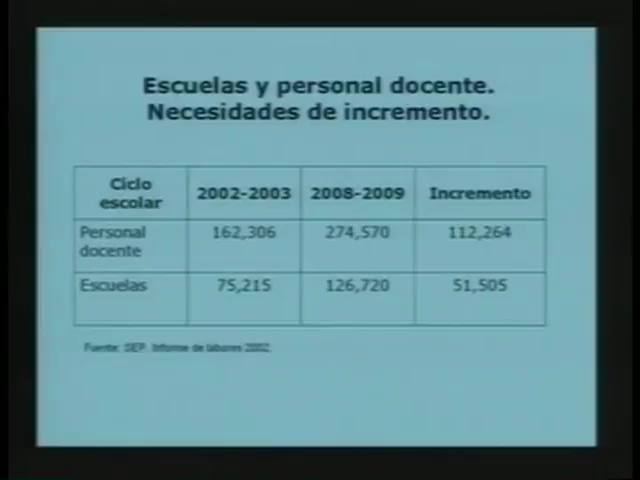 Escuelas y personal docente.
Necesidades de incremento.
Ciclo escolar 2002-2003 2008-2009 Incremento
Personal docente 162,306 274,570 112,264
Escuelas 75,215 126,720 51,505
Fuente: SEP. Informe de labores 2002.